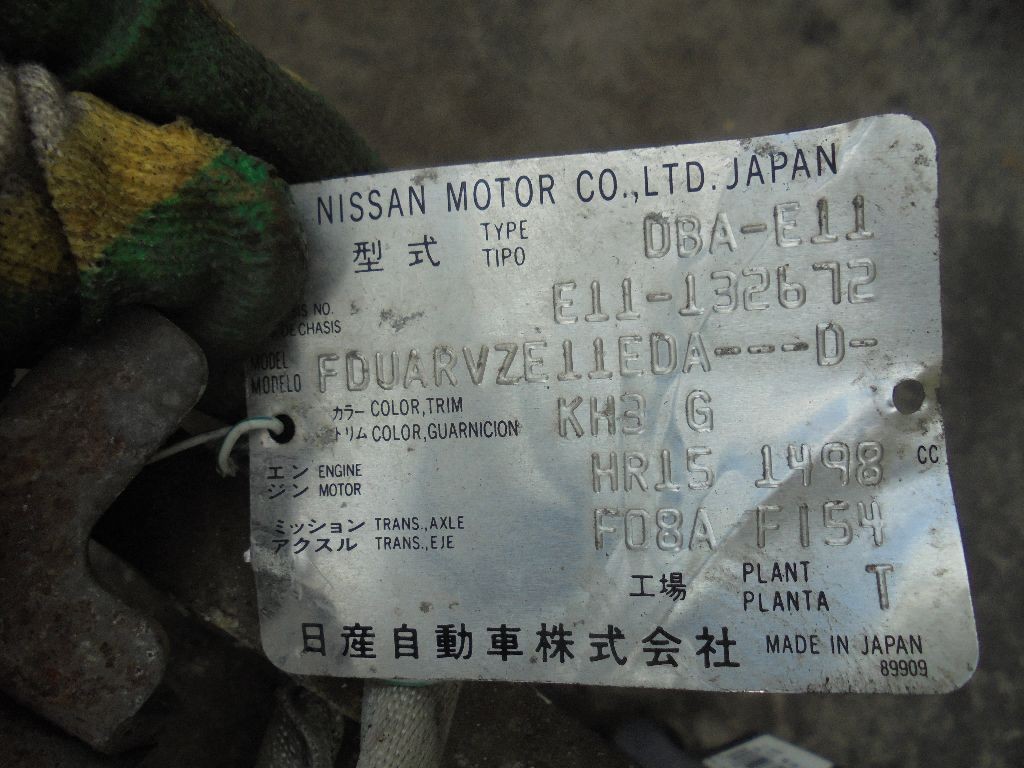 NISSAN MOTOR CO.,LTD. JAPAN
型式 TYPE TIPO DBA-E11
NO. CHASIS E11-132672
MODEL MODELO FDUARVZE11EDA----D-
カラー COLOR,TRIM
トリム COLOR,GUARNICION KH3 G
エンジン ENGINE MOTOR HR15 1498 CC
ミッション TRANS.,AXLE
アクスル TRANS.,EJE F08A F154
工場 PLANT PLANTA T
日産自動車株式会社 MADE IN JAPAN
89909